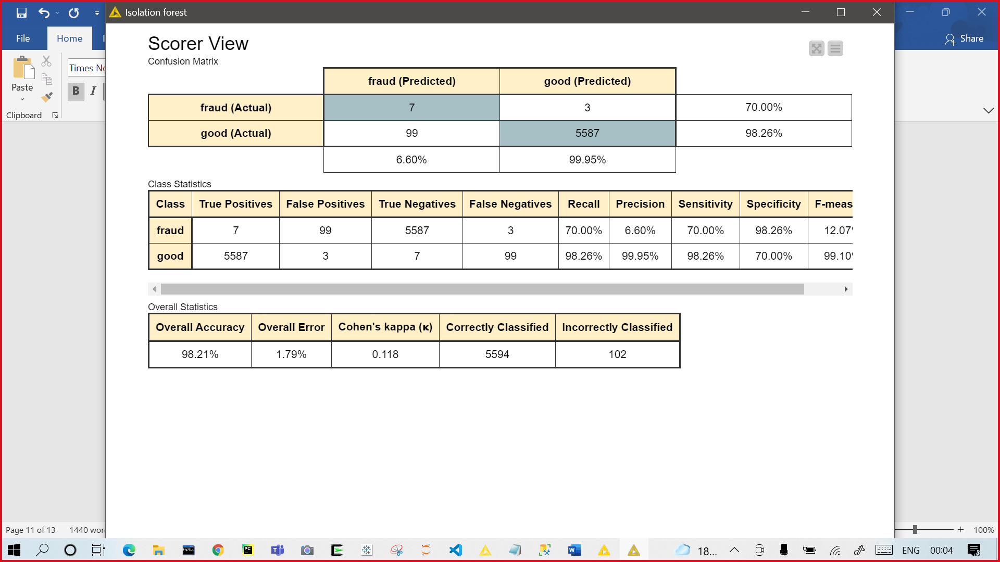 Isolation forest
File
Home
Share
Times Ne
Paste
B
I
Clipboard
Scorer View
Confusion Matrix
fraud (Predicted) good (Predicted)
fraud (Actual) 7 3 70.00%
good (Actual) 99 5587 98.26%
6.60% 99.95%
Class Statistics
Class True Positives False Positives True Negatives False Negatives Recall Precision Sensitivity Specificity F-meas
fraud 7 99 5587 3 70.00% 6.60% 70.00% 98.26% 12.07
good 5587 3 7 99 98.26% 99.95% 98.26% 70.00% 99.10
Overall Statistics
Overall Accuracy Overall Error Cohen's kappa (κ) Correctly Classified Incorrectly Classified
98.21% 1.79% 0.118 5594 102
Page 11 of 13 1440 wor
100%
18... ENG 00:04